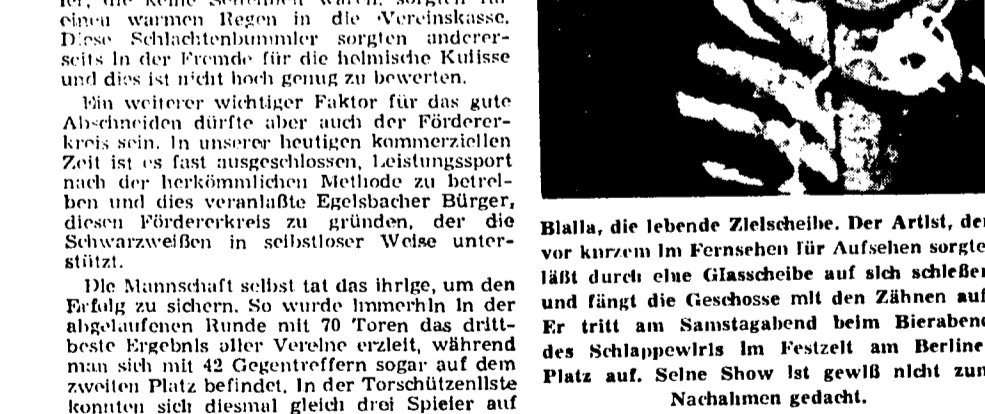 einen warmen Regen in die Vereinskasse.
Diese Schlachtenbummler sorgten anderer-
seits in der Fremde für die heimische Kulisse
und dies ist nicht hoch genug zu bewerten.
Ein weiterer wichtiger Faktor für das gute
Abschneiden dürfte aber auch der Förderer-
kreis sein. In unserer heutigen kommerziellen
Zeit ist es fast ausgeschlossen, Leistungssport
nach der herkömmlichen Methode zu betrei-
ben und dies veranlaßte Egelsbacher Bürger,
diesen Fördererkreis zu gründen, der die
Schwarzweißen in selbstloser Weise unter-
stützt.
Die Mannschaft selbst tat das ihrige, um den
Erfolg zu sichern. So wurde immerhin in der
abgelaufenen Runde mit 70 Toren das dritt-
beste Ergebnis aller Vereine erzielt, während
man sich mit 42 Gegentreffern sogar auf dem
zweiten Platz befindet. In der Torschützenliste
konnten sich diesmal gleich drei Spieler auf
Blalla, die lebende Zielscheibe. Der Artist, der
vor kurzem im Fernsehen für Aufsehen sorgte
läßt durch eine Glasscheibe auf sich schießen
und fängt die Geschosse mit den Zähnen auf
Er tritt am Samstagabend beim Bierabend
des Schlappewirts im Festzelt am Berliner
Platz auf. Seine Show ist gewiß nicht zum
Nachahmen gedacht.